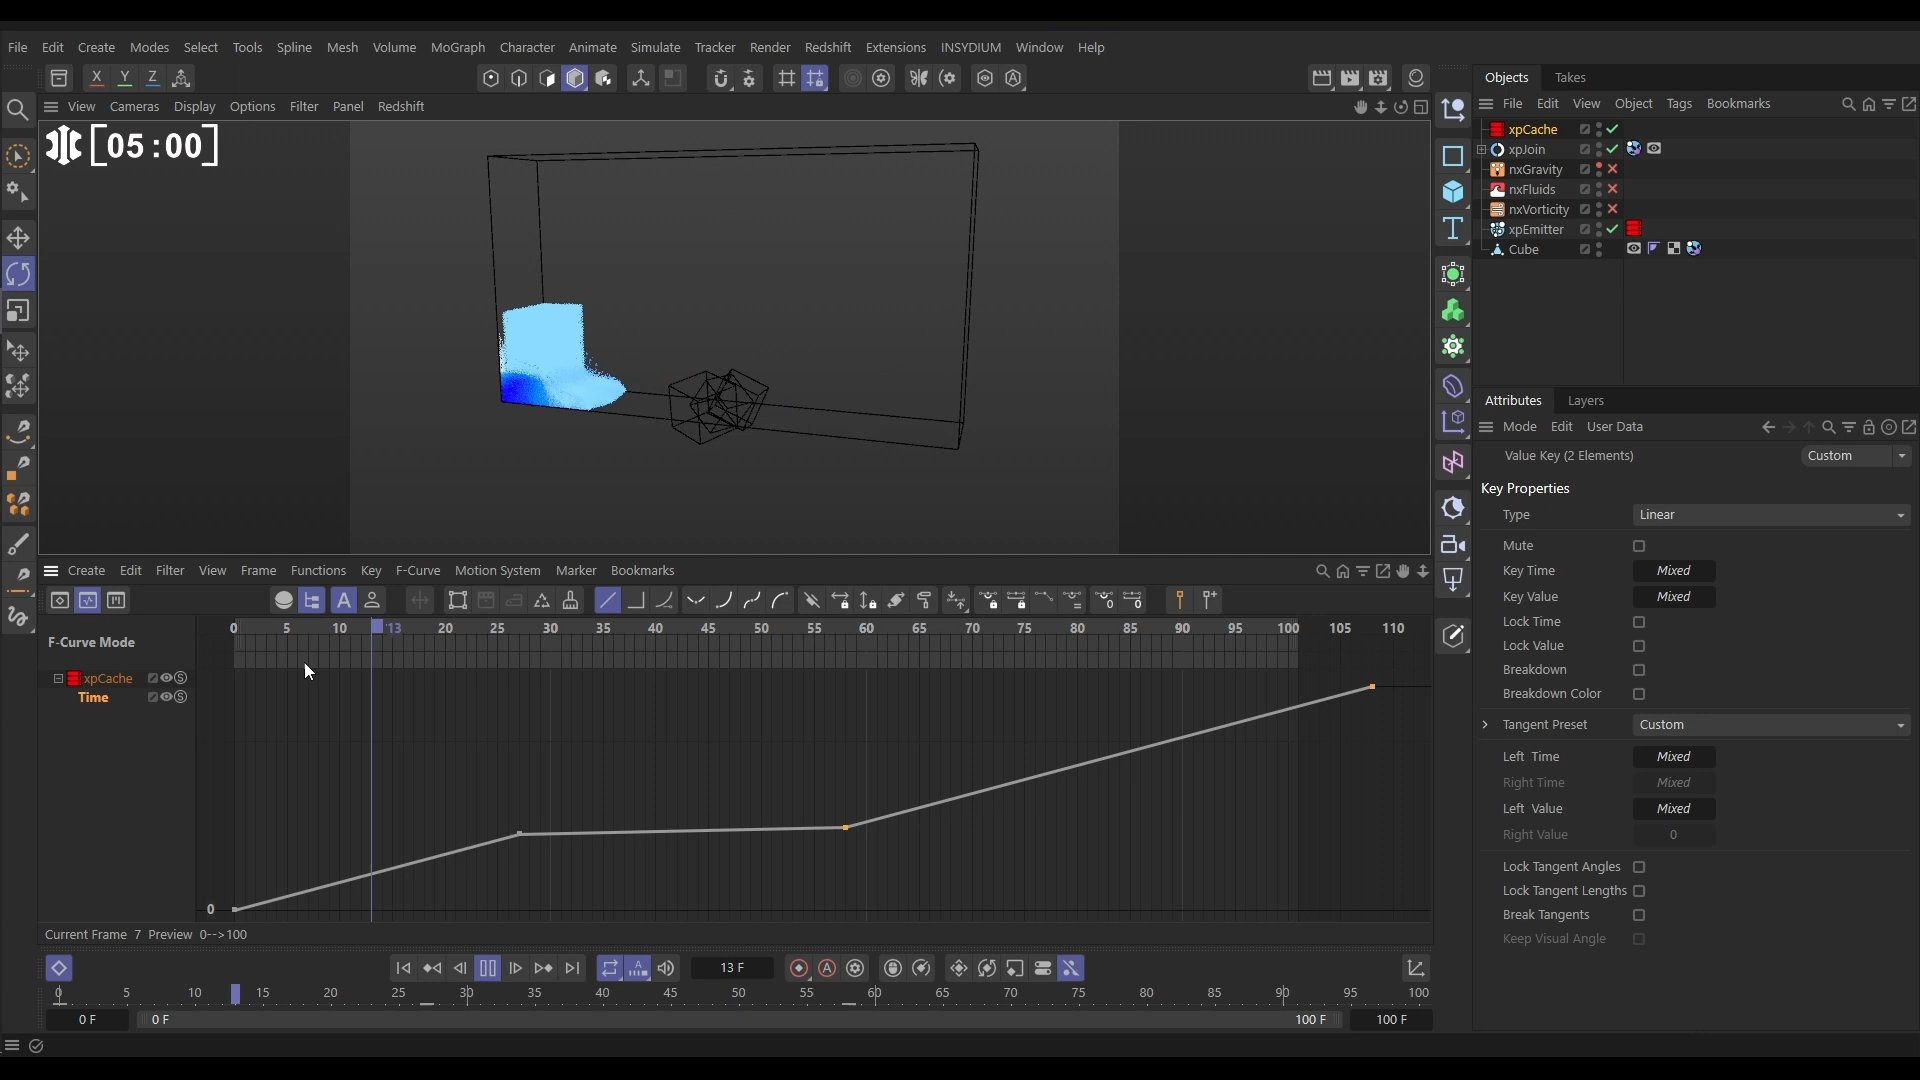 File Edit Create Modes Select Tools Spline Mesh Volume MoGraph Character Animate Simulate Tracker Render Redshift Extensions INSYDIUM Window Help
X Y Z
Objects Takes
View Cameras Display Options Filter Panel Redshift
File Edit View Object Tags Bookmarks
[05:00]
xpCache
xpJoin
nxGravity
nxFluids
nxVorticity
xpEmitter
Cube
Attributes Layers
Mode Edit User Data
Value Key (2 Elements) Custom
Key Properties
Type Linear
Mute
Key Time Mixed
Key Value Mixed
Lock Time
Lock Value
Breakdown
Breakdown Color
Tangent Preset Custom
Left Time Mixed
Right Time Mixed
Left Value Mixed
Right Value 0
Lock Tangent Angles
Lock Tangent Lengths
Break Tangents
Keep Visual Angle
Create Edit Filter View Frame Functions Key F-Curve Motion System Marker Bookmarks
0 5 10 13 20 25 30 35 40 45 50 55 60 65 70 75 80 85 90 95 100 105 110
F-Curve Mode
xpCache
Time
0
Current Frame 7 Preview 0-->100
13 F
0 5 10 15 20 25 30 35 40 45 50 55 60 65 70 75 80 85 90 95 100
0 F 0 F 100 F 100 F